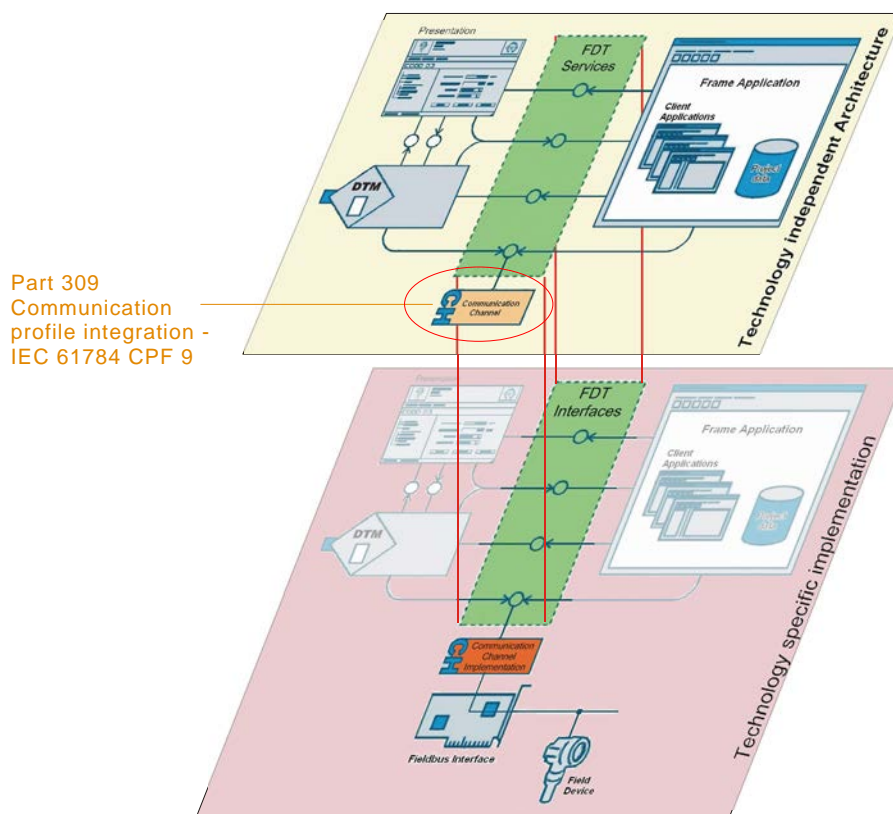 Presentation
FDT
Services
Frame Application
Client
Applications
Project
data
DTM
Communication
Channel
Technology independent Architecture
Part 309
Communication
profile integration -
IEC 61784 CPF 9
Presentation
FDT
Interfaces
Frame Application
Client
Applications
Project
data
DTM
Communication
Channel
Implementation
Fieldbus Interface
Field
Device
Technology specific implementation